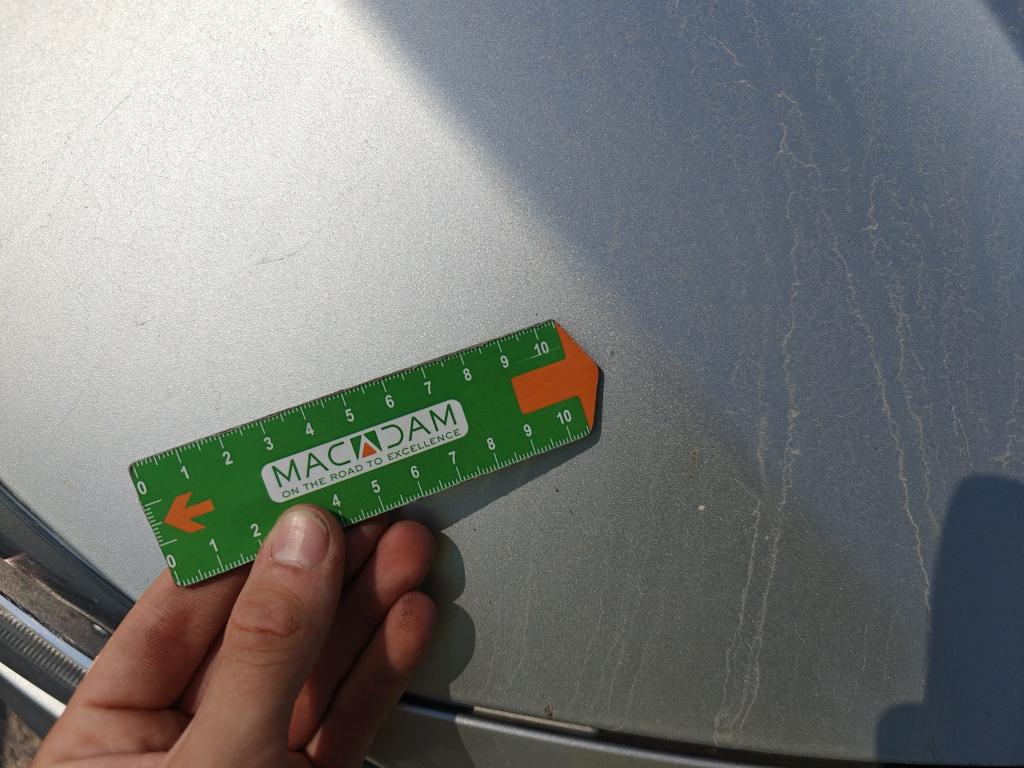 0 1 2 3 4 5 6 7 8 9 10
MACADAM
ON THE ROAD TO EXCELLENCE
0 1 2 4 5 6 7 8 9 10